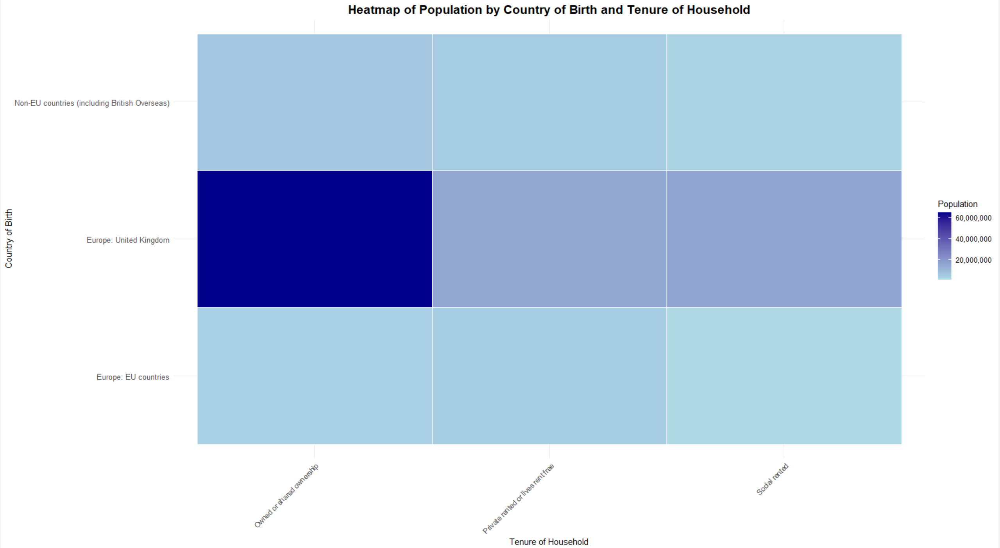 Heatmap of Population by Country of Birth and Tenure of Household
Country of Birth
Non-EU countries (including British Overseas)
Europe: United Kingdom
Europe: EU countries
Owned or shared ownership
Private rented or lives rent free
Social rented
Tenure of Household
Population
60,000,000
40,000,000
20,000,000